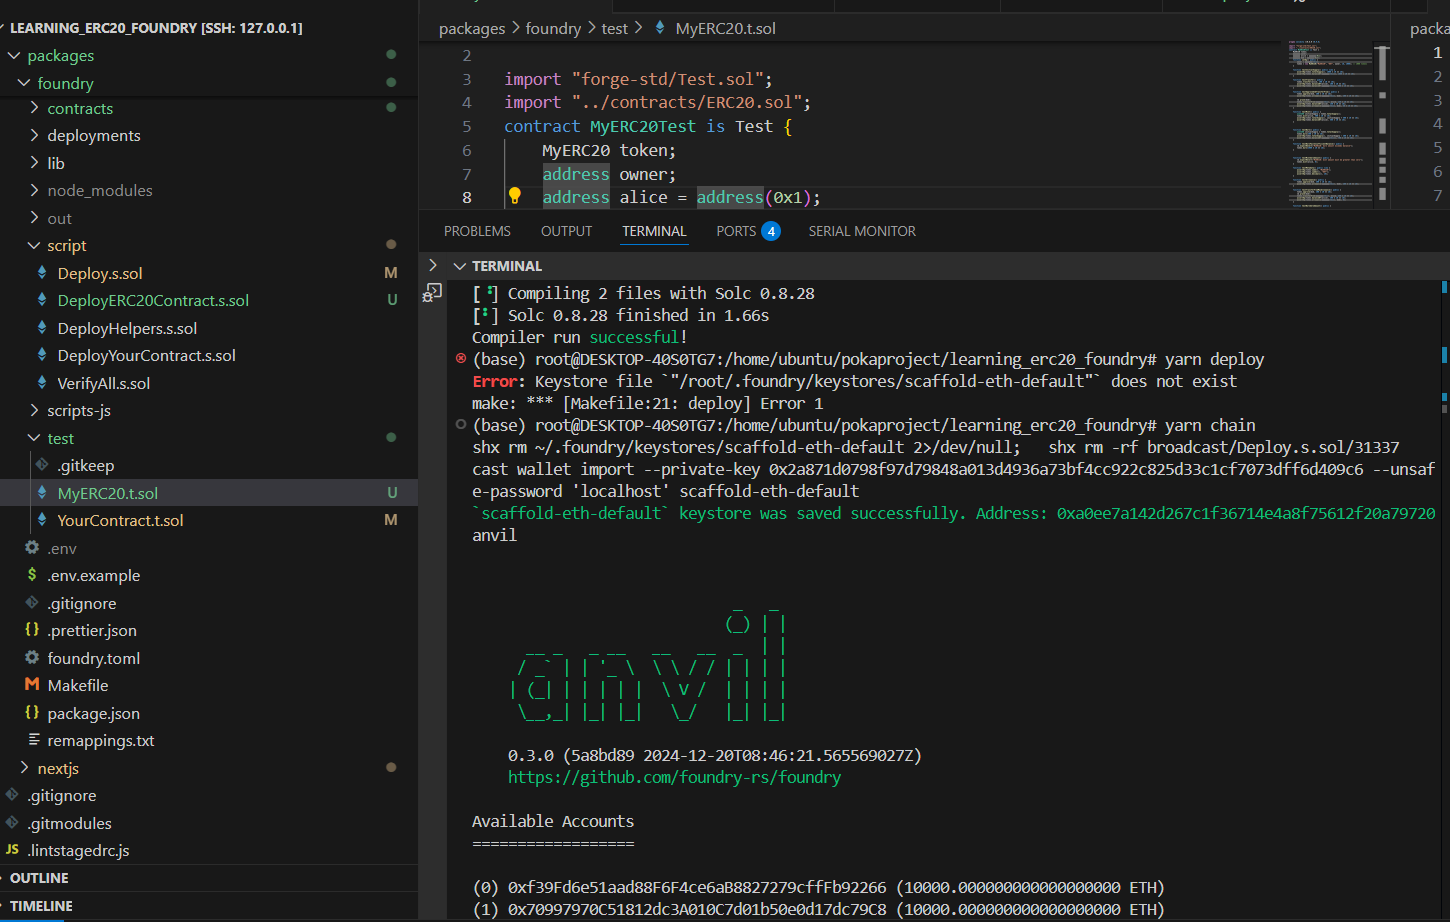 LEARNING_ERC20_FOUNDRY [SSH: 127.0.0.1]
packages
foundry
contracts
deployments
lib
node_modules
out
script
Deploy.s.sol M
DeployERC20Contract.s.sol U
DeployHelpers.s.sol
DeployYourContract.s.sol
VerifyAll.s.sol
scripts-js
test
.gitkeep
MyERC20.t.sol U
YourContract.t.sol M
.env
.env.example
.gitignore
.prettier.json
foundry.toml
Makefile
package.json
remappings.txt
nextjs
.gitignore
.gitmodules
JS .lintstagedrc.js
OUTLINE
TIMELINE
packages > foundry > test > MyERC20.t.sol
2
3 import "forge-std/Test.sol";
4 import "../contracts/ERC20.sol";
5 contract MyERC20Test is Test {
6 MyERC20 token;
7 address owner;
8 address alice = address(0x1);
packa
1
2
3
4
5
6
7
PROBLEMS OUTPUT TERMINAL PORTS 4 SERIAL MONITOR
TERMINAL
[⠃] Compiling 2 files with Solc 0.8.28
[⠃] Solc 0.8.28 finished in 1.66s
Compiler run successful!
(base) root@DESKTOP-40S0TG7:/home/ubuntu/pokaproject/learning_erc20_foundry# yarn deploy
Error: Keystore file `"/root/.foundry/keystores/scaffold-eth-default"` does not exist
make: *** [Makefile:21: deploy] Error 1
(base) root@DESKTOP-40S0TG7:/home/ubuntu/pokaproject/learning_erc20_foundry# yarn chain
shx rm ~/.foundry/keystores/scaffold-eth-default 2>/dev/null;   shx rm -rf broadcast/Deploy.s.sol/31337
cast wallet import --private-key 0x2a871d0798f97d79848a013d4936a73bf4cc922c825d33c1cf7073dff6d409c6 --unsaf
e-password 'localhost' scaffold-eth-default
`scaffold-eth-default` keystore was saved successfully. Address: 0xa0ee7a142d267c1f36714e4a8f75612f20a79720
anvil
anvil
0.3.0 (5a8bd89 2024-12-20T08:46:21.565569027Z)
https://github.com/foundry-rs/foundry
Available Accounts
==================
(0) 0xf39Fd6e51aad88F6F4ce6aB8827279cffFb92266 (10000.000000000000000000 ETH)
(1) 0x70997970C51812dc3A010C7d01b50e0d17dc79C8 (10000.000000000000000000 ETH)